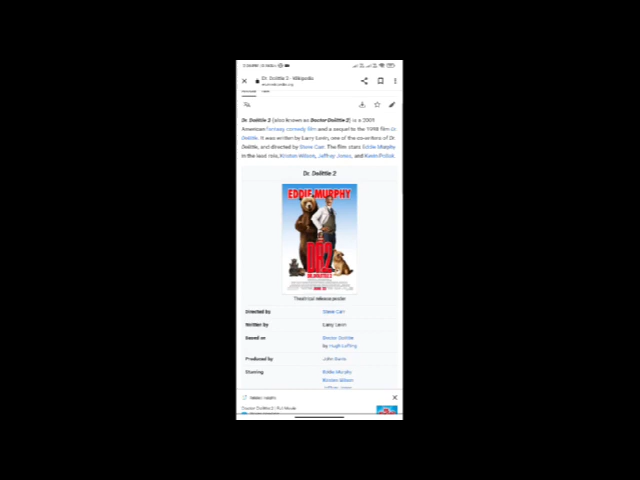 Dr. Dolittle 2 - Wikipedia
Dr. Dolittle 2 (also known as Doctor Dolittle 2) is a 2001
American fantasy comedy film and a sequel to the 1998 film Dr.
Dolittle. It was written by Larry Levin, one of the co-writers of Dr.
Dolittle, and directed by Steve Carr. The film stars Eddie Murphy
in the lead role, Kristen Wilson, Jeffrey Jones, and Kevin Pollak.
Dr. Dolittle 2
EDDIE MURPHY
DR2
Theatrical release poster
Directed by Steve Carr
Written by Larry Levin
Based on Doctor Dolittle
by Hugh Lofting
Produced by John Davis
Starring Eddie Murphy
Kristen Wilson
Jeffrey Jones